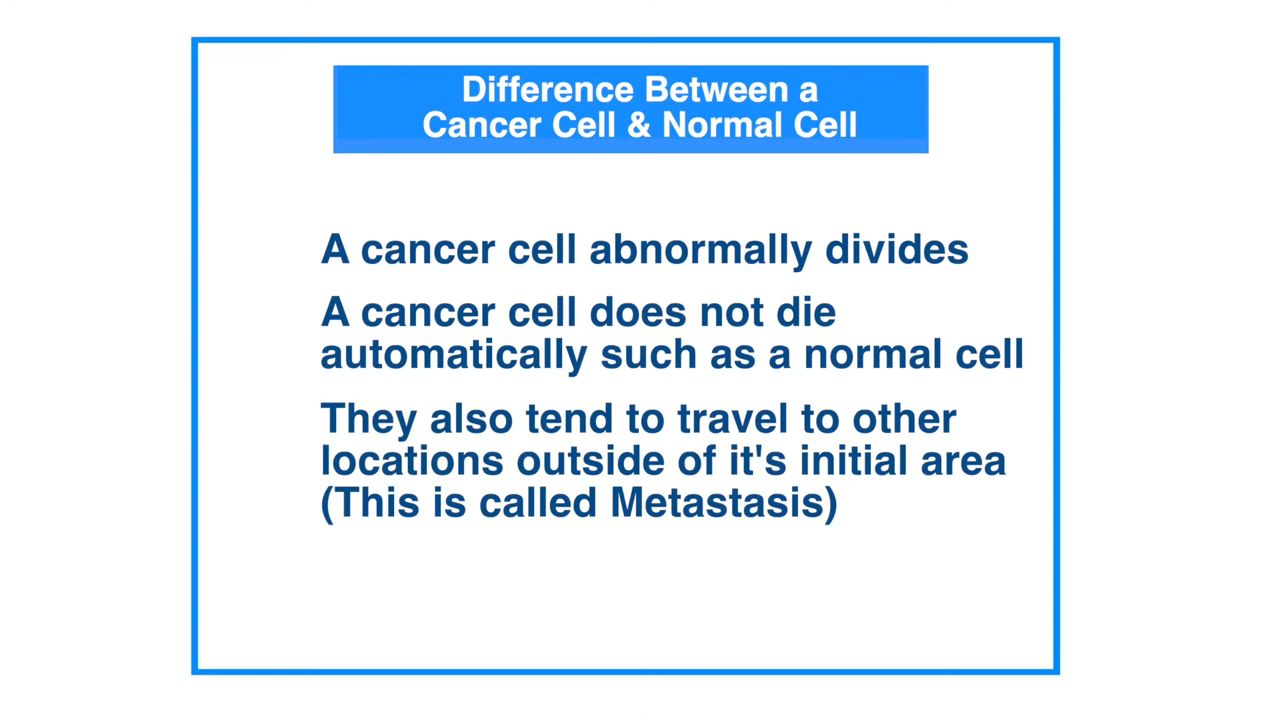 Difference Between a
Cancer Cell & Normal Cell
A cancer cell abnormally divides
A cancer cell does not die
automatically such as a normal cell
They also tend to travel to other
locations outside of it's initial area
(This is called Metastasis)